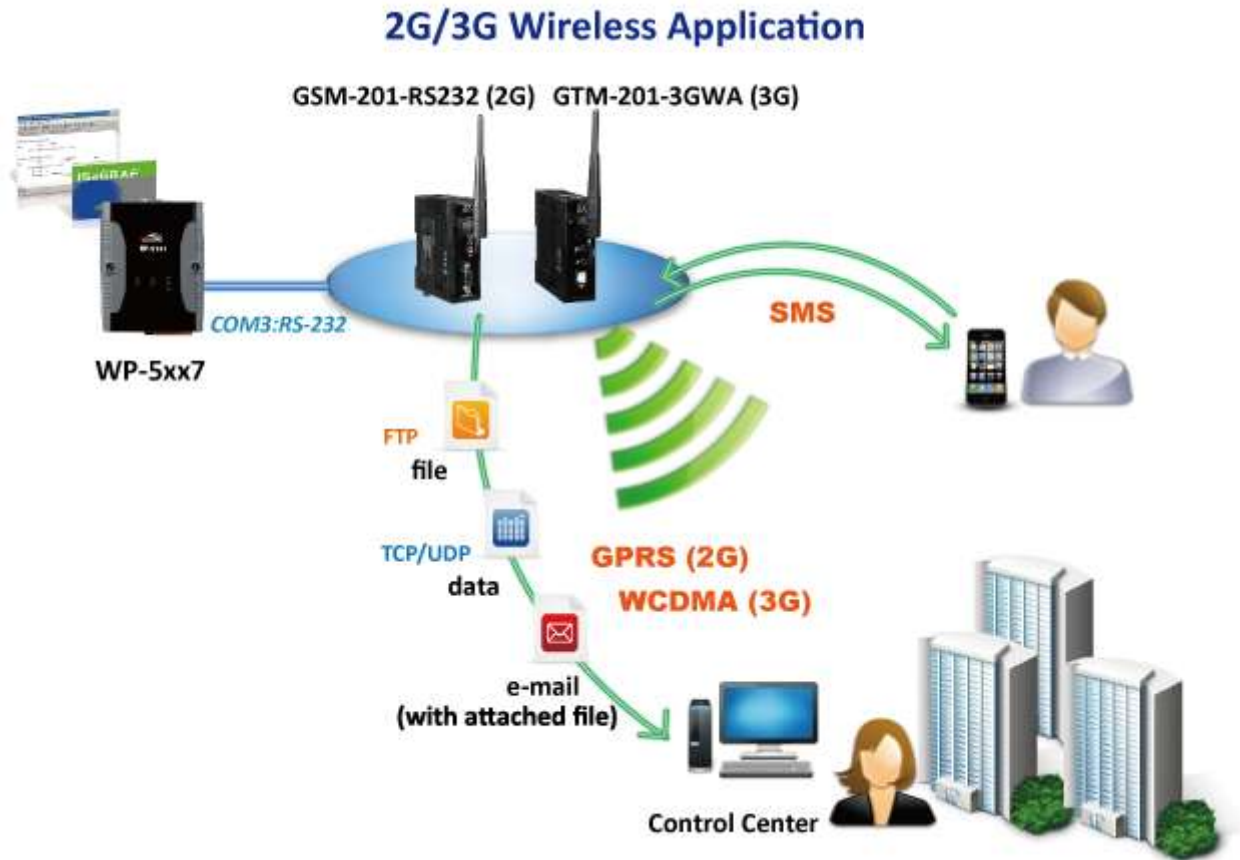 2G/3G Wireless Application
GSM-201-RS232 (2G) GTM-201-3GWA (3G)
ISaGRAF
COM3:RS-232
WP-5xx7
SMS
FTP
file
TCP/UDP
data
GPRS (2G)
WCDMA (3G)
e-mail
(with attached file)
Control Center